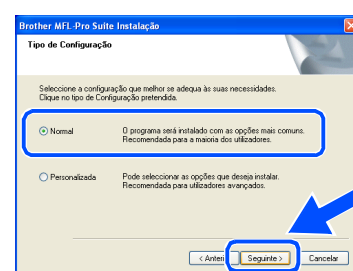 Brother MFL-Pro Suite Instalação
Tipo de Configuração
Seleccione a configuração que melhor se adequa às suas necessidades.
Clique no tipo de Configuração pretendida.
Normal
O programa será instalado com as opções mais comuns.
Recomendada para a maioria dos utilizadores.
Personalizada
Pode seleccionar as opções que deseja instalar.
Recomendada para utilizadores avançados.
< Anteri
Seguinte >
Cancelar